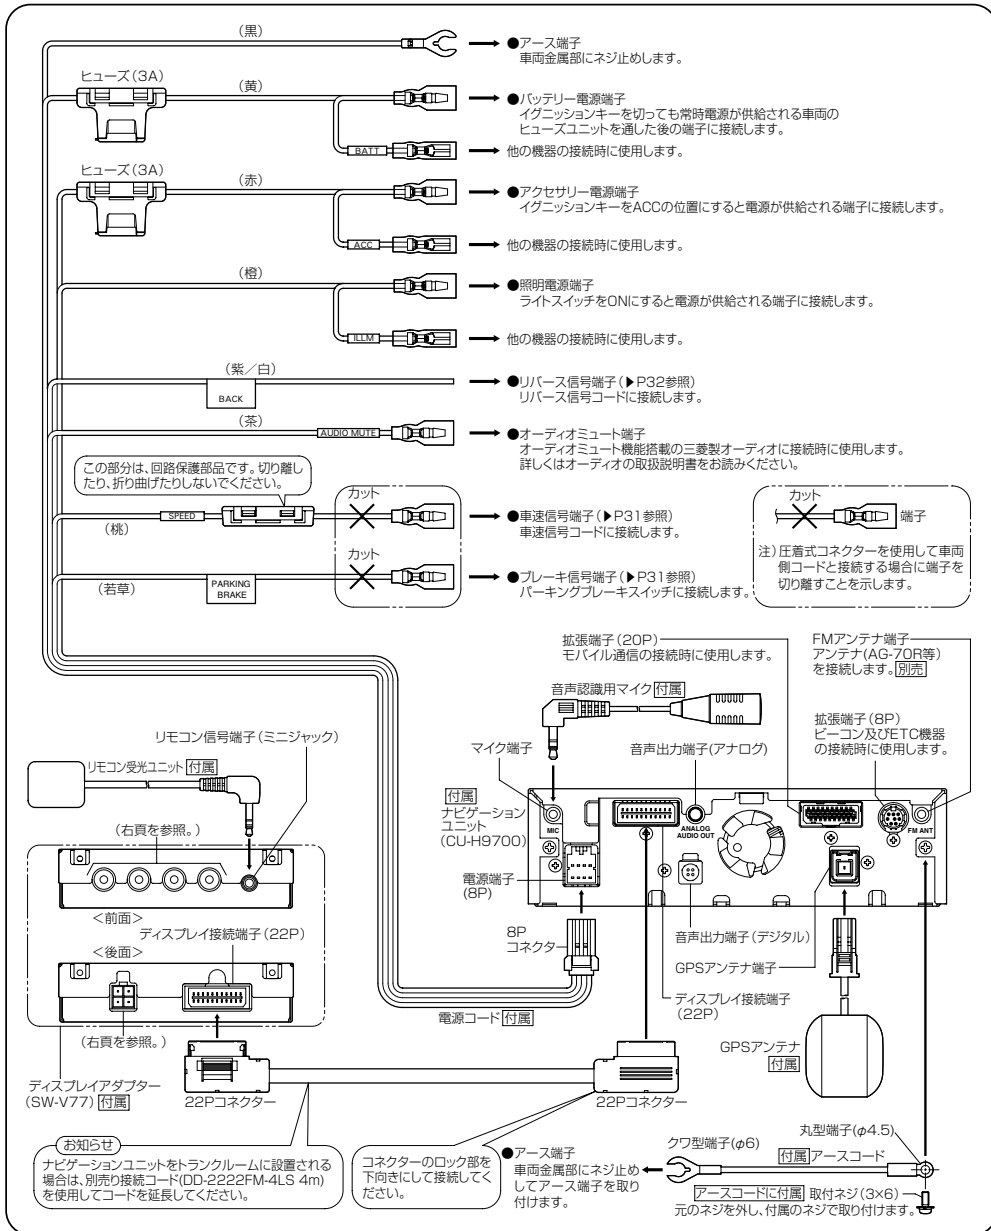 (黒)
●アース端子
車両金属部にネジ止めします。
ヒューズ(3A)
(黄)
●バッテリー電源端子
イグニッションキーを切っても常時電源が供給される車両の
ヒューズユニットを通した後の端子に接続します。
BATT
他の機器の接続時に使用します。
ヒューズ(3A)
(赤)
●アクセサリー電源端子
イグニッションキーをACCの位置にすると電源が供給される端子に接続します。
ACC
他の機器の接続時に使用します。
(橙)
●照明電源端子
ライトスイッチをONにすると電源が供給される端子に接続します。
ILLM
他の機器の接続時に使用します。
(紫/白)
BACK
●リバース信号端子(▶P32参照)
リバース信号コードに接続します。
(茶)
AUDIO MUTE
●オーディオミュート端子
オーディオミュート機能搭載の三菱製オーディオに接続時に使用します。
詳しくはオーディオの取扱説明書をお読みください。
この部分は、回路保護部品です。切り離し
たり、折り曲げたりしないでください。
カット
SPEED
(桃)
●車速信号端子(▶P31参照)
車速信号コードに接続します。
カット
(若草)
PARKING
BRAKE
●ブレーキ信号端子(▶P31参照)
パーキングブレーキスイッチに接続します。
カット
端子
注)圧着式コネクターを使用して車両
側コードと接続する場合に端子を
切り離すことを示します。
拡張端子(20P)
モバイル通信の接続時に使用します。
FMアンテナ端子
アンテナ(AG-70R等)
を接続します。別売
音声認識用マイク 付属
拡張端子(8P)
ビーコン及びETC機器
の接続時に使用します。
リモコン信号端子(ミニジャック)
マイク端子
音声出力端子(アナログ)
リモコン受光ユニット 付属
付属
ナビゲーション
ユニット
(CU-H9700)
MIC
ANALOG
AUDIO OUT
FM ANT
(右頁を参照。)
電源端子
(8P)
<前面>
ディスプレイ接続端子(22P)
<後面>
8P
コネクター
音声出力端子(デジタル)
GPSアンテナ端子
ディスプレイ接続端子
(22P)
電源コード 付属
(右頁を参照。)
GPSアンテナ
付属
ディスプレイアダプター
(SW-V77) 付属
22Pコネクター
22Pコネクター
お知らせ
ナビゲーションユニットをトランクルームに設置される
場合は、別売り接続コード(DD-2222FM-4LS 4m)
を使用してコードを延長してください。
コネクターのロック部を
下向きにして接続してく
ださい。
●アース端子
車両金属部にネジ止め
してアース端子を取り
付けます。
クワ型端子(φ6)
丸型端子(φ4.5)
付属 アースコード
アースコードに付属 取付ネジ(3×6)
元のネジを外し、付属のネジで取り付けます。